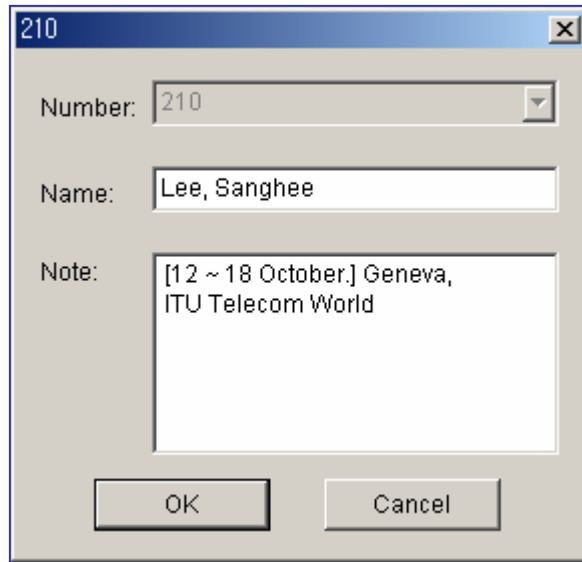 210
Number: 210
Name: Lee, Sanghee
Note: [12 ~ 18 October.] Geneva,
ITU Telecom World
OK Cancel